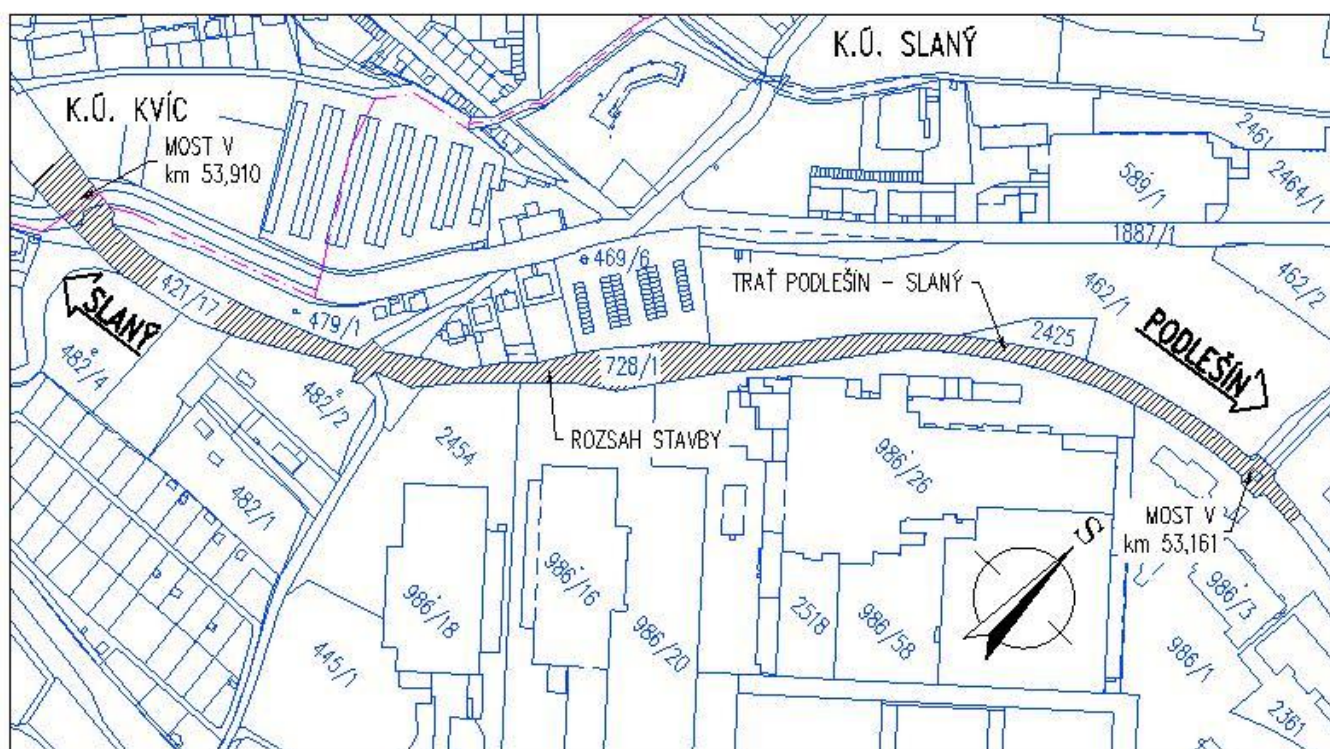 K.Ú. SLANÝ
K.Ú. KVÍC
MOST V
km 53,910
2461
2464/1
589/1
1887/1
469/6
TRAŤ PODLEŠÍN – SLANÝ
462/1
462/2
421/17
SLANÝ
479/1
2425
PODLEŠÍN
482/4
728/1
482/2
ROZSAH STAVBY
2454
986/26
482/1
MOST V
km 53,161
S
986/18
986/16
986/20
2518
986/58
986/3
986/1
445/1
2361